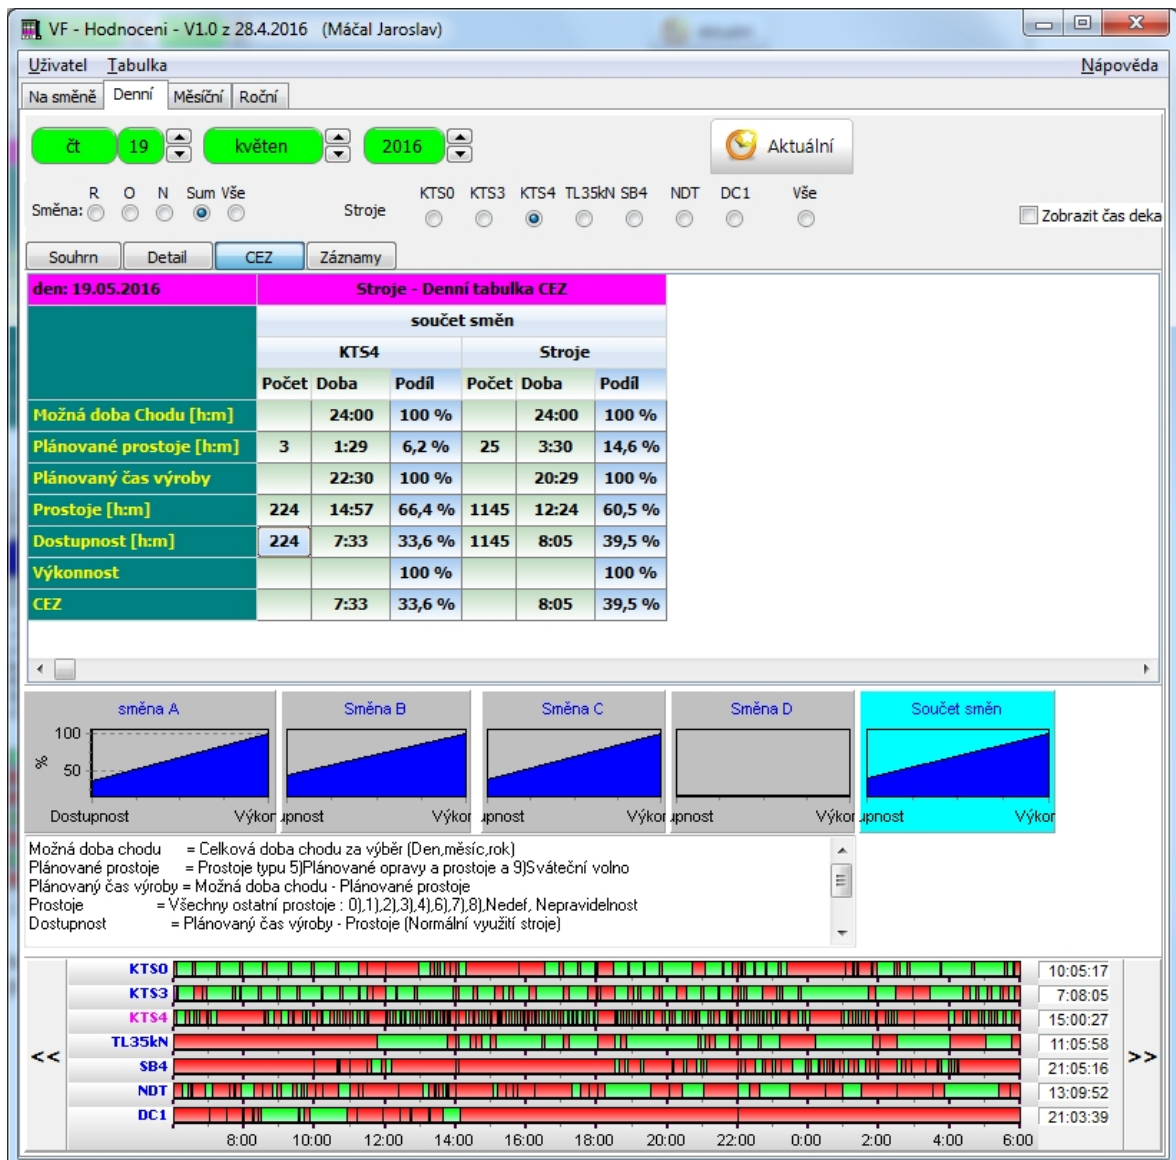 VF - Hodnoceni - V1.0 z 28.4.2016 (Máčal Jaroslav)
Uživatel Tabulka Nápověda
Na směně Denní Měsíční Roční
čt 19 květen 2016 Aktuální
R O N Sum Vše KTS0 KTS3 KTS4 TL35kN SB4 NDT DC1 Vše
Směna: Stroje Zobrazit čas deka
Souhrn Detail CEZ Záznamy
den: 19.05.2016 Stroje - Denní tabulka CEZ
součet směn
KTS4 Stroje
Počet Doba Podíl Počet Doba Podíl
Možná doba Chodu [h:m] 24:00 100 % 24:00 100 %
Plánované prostoje [h:m] 3 1:29 6,2 % 25 3:30 14,6 %
Plánovaný čas výroby 22:30 100 % 20:29 100 %
Prostoje [h:m] 224 14:57 66,4 % 1145 12:24 60,5 %
Dostupnost [h:m] 224 7:33 33,6 % 1145 8:05 39,5 %
Výkonnost 100 % 100 %
CEZ 7:33 33,6 % 8:05 39,5 %
směna A Směna B Směna C Směna D Součet směn
100
%
50
Dostupnost Výkor upnost Výkor upnost Výkor upnost Výkor upnost Výkor
Možná doba chodu = Celková doba chodu za výběr (Den,měsíc,rok)
Plánované prostoje = Prostoje typu 5)Plánované opravy a prostoje a 9)Sváteční volno
Plánovaný čas výroby = Možná doba chodu - Plánované prostoje
Prostoje = Všechny ostatní prostoje : 0),1),2),3),4),6),7),8),Nedef, Nepravidelnost
Dostupnost = Plánovaný čas výroby - Prostoje (Normální využití stroje)
KTS0 10:05:17
KTS3 7:08:05
KTS4 15:00:27
TL35kN 11:05:58
<< >>
SB4 21:05:16
NDT 13:09:52
DC1 21:03:39
8:00 10:00 12:00 14:00 16:00 18:00 20:00 22:00 0:00 2:00 4:00 6:00